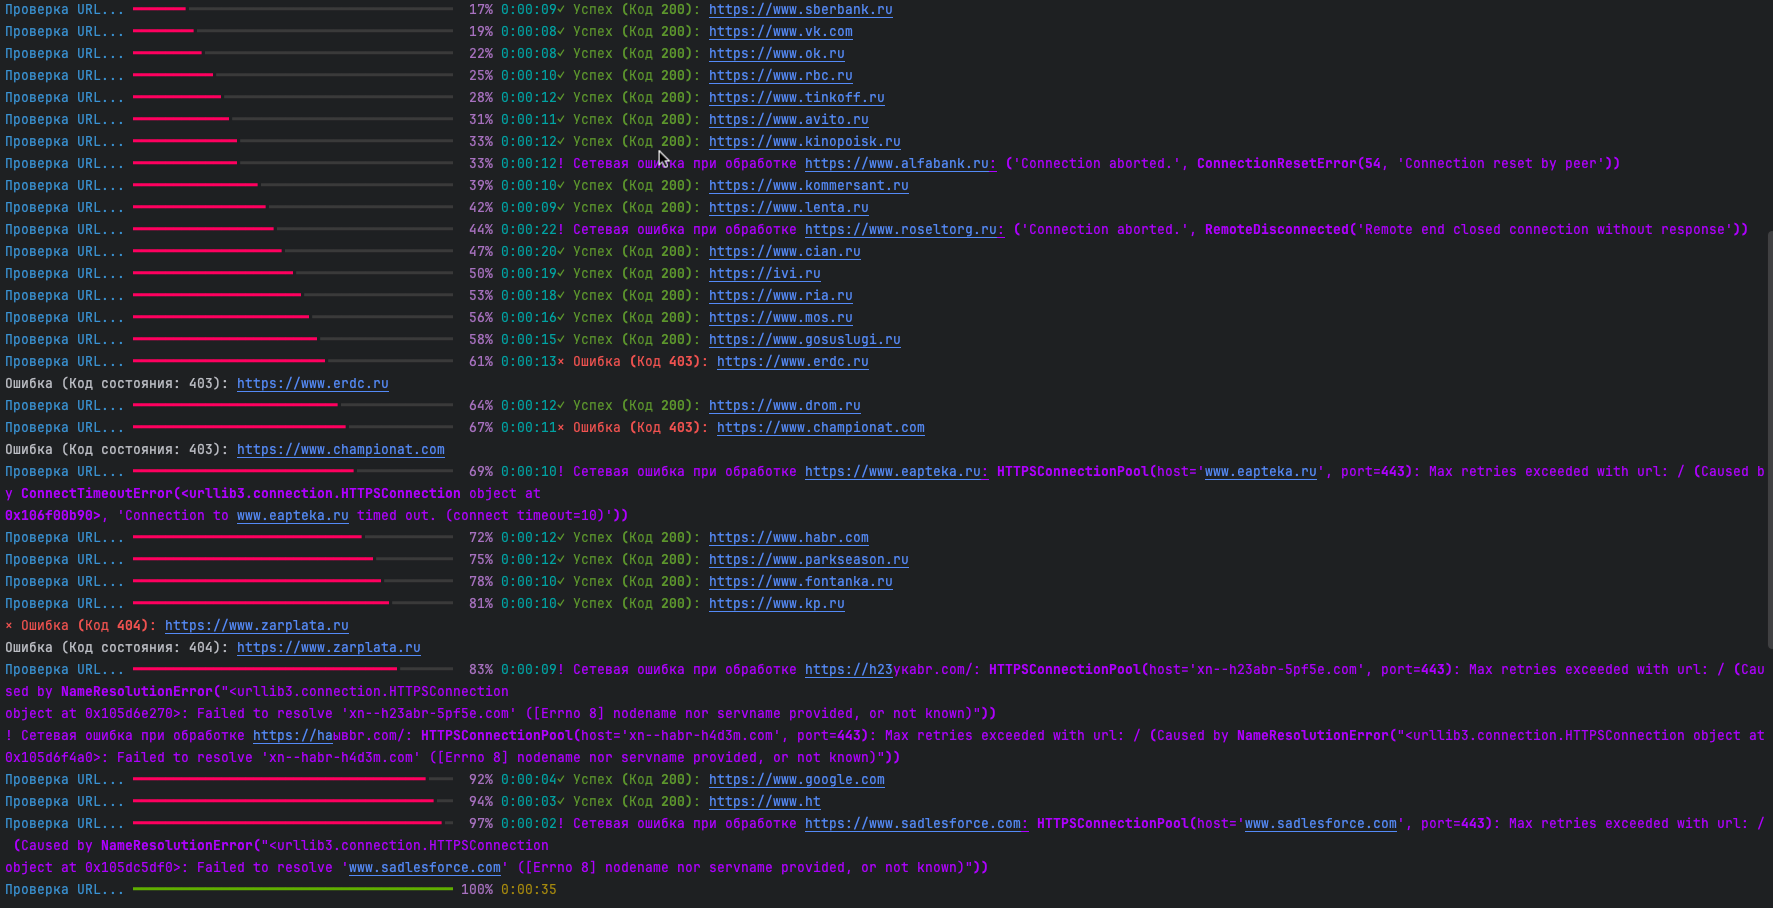 Проверка URL... 17% 0:00:09✓ Успех (Код 200): https://www.sberbank.ru
Проверка URL... 19% 0:00:08✓ Успех (Код 200): https://www.vk.com
Проверка URL... 22% 0:00:08✓ Успех (Код 200): https://www.ok.ru
Проверка URL... 25% 0:00:10✓ Успех (Код 200): https://www.rbc.ru
Проверка URL... 28% 0:00:12✓ Успех (Код 200): https://www.tinkoff.ru
Проверка URL... 31% 0:00:11✓ Успех (Код 200): https://www.avito.ru
Проверка URL... 33% 0:00:12✓ Успех (Код 200): https://www.kinopoisk.ru
Проверка URL... 33% 0:00:12! Сетевая ошибка при обработке https://www.alfabank.ru: ('Connection aborted.', ConnectionResetError(54, 'Connection reset by peer'))
Проверка URL... 39% 0:00:10✓ Успех (Код 200): https://www.kommersant.ru
Проверка URL... 42% 0:00:09✓ Успех (Код 200): https://www.lenta.ru
Проверка URL... 44% 0:00:22! Сетевая ошибка при обработке https://www.roseltorg.ru: ('Connection aborted.', RemoteDisconnected('Remote end closed connection without response'))
Проверка URL... 47% 0:00:20✓ Успех (Код 200): https://www.cian.ru
Проверка URL... 50% 0:00:19✓ Успех (Код 200): https://ivi.ru
Проверка URL... 53% 0:00:18✓ Успех (Код 200): https://www.ria.ru
Проверка URL... 56% 0:00:16✓ Успех (Код 200): https://www.mos.ru
Проверка URL... 58% 0:00:15✓ Успех (Код 200): https://www.gosuslugi.ru
Проверка URL... 61% 0:00:13× Ошибка (Код 403): https://www.erdc.ru
Ошибка (Код состояния: 403): https://www.erdc.ru
Проверка URL... 64% 0:00:12✓ Успех (Код 200): https://www.drom.ru
Проверка URL... 67% 0:00:11× Ошибка (Код 403): https://www.championat.com
Ошибка (Код состояния: 403): https://www.championat.com
Проверка URL... 69% 0:00:10! Сетевая ошибка при обработке https://www.eapteka.ru: HTTPSConnectionPool(host='www.eapteka.ru', port=443): Max retries exceeded with url: / (Caused b
y ConnectTimeoutError(<urllib3.connection.HTTPSConnection object at
0x106f00b90>, 'Connection to www.eapteka.ru timed out. (connect timeout=10)'))
Проверка URL... 72% 0:00:12✓ Успех (Код 200): https://www.habr.com
Проверка URL... 75% 0:00:12✓ Успех (Код 200): https://www.parkseason.ru
Проверка URL... 78% 0:00:10✓ Успех (Код 200): https://www.fontanka.ru
Проверка URL... 81% 0:00:10✓ Успех (Код 200): https://www.kp.ru
× Ошибка (Код 404): https://www.zarplata.ru
Ошибка (Код состояния: 404): https://www.zarplata.ru
Проверка URL... 83% 0:00:09! Сетевая ошибка при обработке https://h23укabr.com/: HTTPSConnectionPool(host='xn--h23abr-5pf5e.com', port=443): Max retries exceeded with url: / (Cau
sed by NameResolutionError("<urllib3.connection.HTTPSConnection
object at 0x105d6e270>: Failed to resolve 'xn--h23abr-5pf5e.com' ([Errno 8] nodename nor servname provided, or not known)"))
! Сетевая ошибка при обработке https://haывbr.com/: HTTPSConnectionPool(host='xn--habr-h4d3m.com', port=443): Max retries exceeded with url: / (Caused by NameResolutionError("<urllib3.connection.HTTPSConnection object at
0x105d6f4a0>: Failed to resolve 'xn--habr-h4d3m.com' ([Errno 8] nodename nor servname provided, or not known)"))
Проверка URL... 92% 0:00:04✓ Успех (Код 200): https://www.google.com
Проверка URL... 94% 0:00:03✓ Успех (Код 200): https://www.ht
Проверка URL... 97% 0:00:02! Сетевая ошибка при обработке https://www.sadlesforce.com: HTTPSConnectionPool(host='www.sadlesforce.com', port=443): Max retries exceeded with url: /
(Caused by NameResolutionError("<urllib3.connection.HTTPSConnection
object at 0x105dc5df0>: Failed to resolve 'www.sadlesforce.com' ([Errno 8] nodename nor servname provided, or not known)"))
Проверка URL... 100% 0:00:35